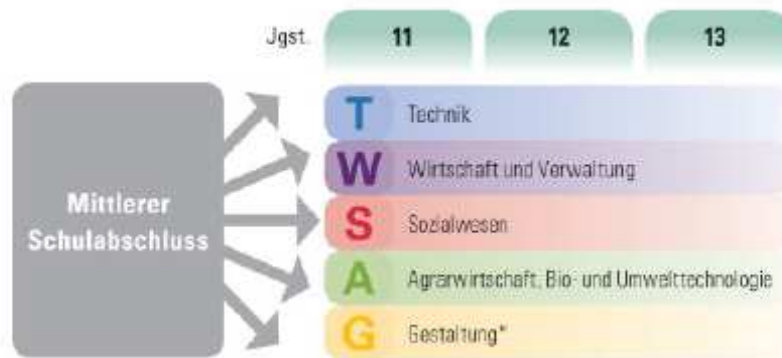 Jgst. 11 12 13
T Technik
W Wirtschaft und Verwaltung
Mittlerer
Schulabschluss
S Sozialwesen
A Agrarwirtschaft, Bio- und Umwelttechnologie
G Gestaltung*